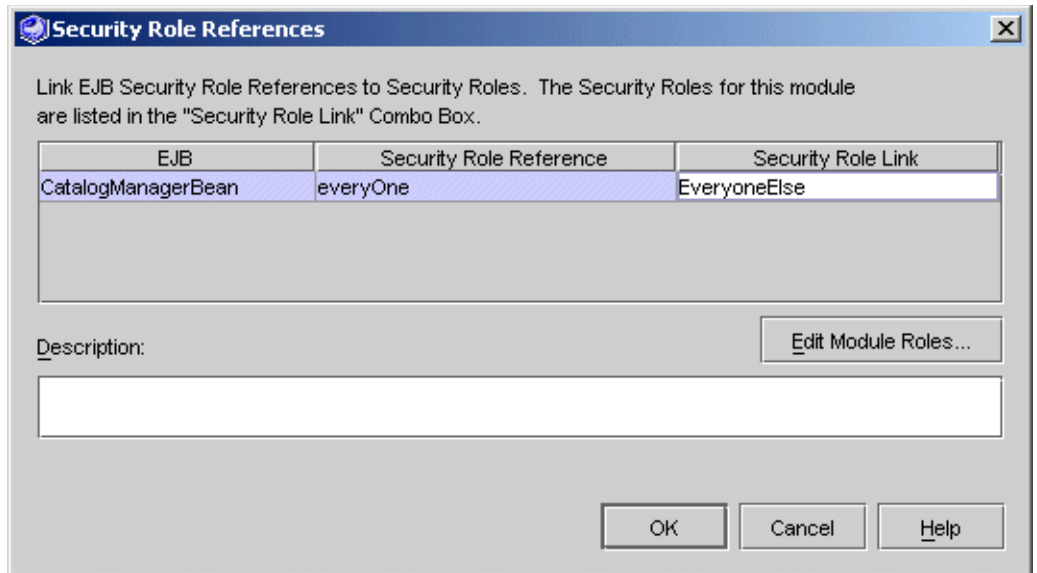 Security Role References
Link EJB Security Role References to Security Roles. The Security Roles for this module
are listed in the "Security Role Link" Combo Box.
EJB Security Role Reference Security Role Link
CatalogManagerBean everyOne EveryoneElse
Edit Module Roles...
Description:
OK Cancel Help